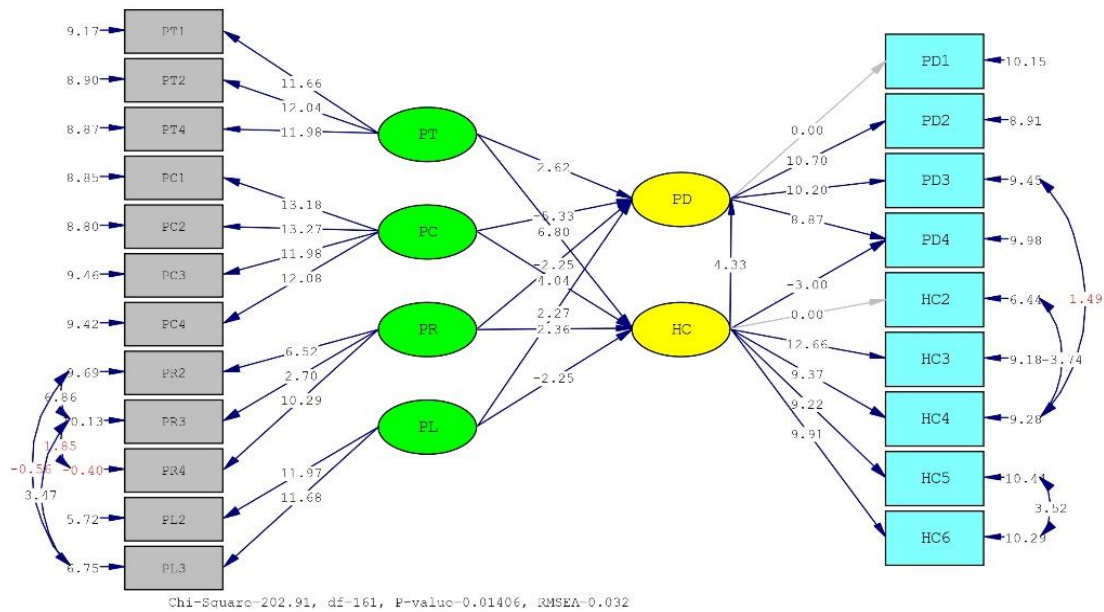 9.17 PT1
8.90 PT2
8.87 PT4
8.85 PC1
8.80 PC2
9.46 PC3
9.42 PC4
9.69 PR2
PR3
-0.40 PR4
5.72 PL2
6.75 PL3
6.86
1.85
-0.56
3.47
11.66
12.04
11.98
13.18
13.27
11.98
12.08
6.52
2.70
10.29
11.97
11.68
PT
PC
PR
PL
2.62
-5.33
6.80
-2.25
4.04
2.27
2.36
-2.25
PD
HC
4.33
0.00
10.70
10.20
8.87
-3.00
0.00
12.66
9.37
9.22
9.91
PD1 10.15
PD2 8.91
PD3 9.45
PD4 9.98
HC2 6.44
HC3 9.18
HC4 9.28
HC5
HC6 10.29
1.49
-3.74
3.52
Chi-Square=202.91, df=161, P-value=0.01406, RMSEA=0.032